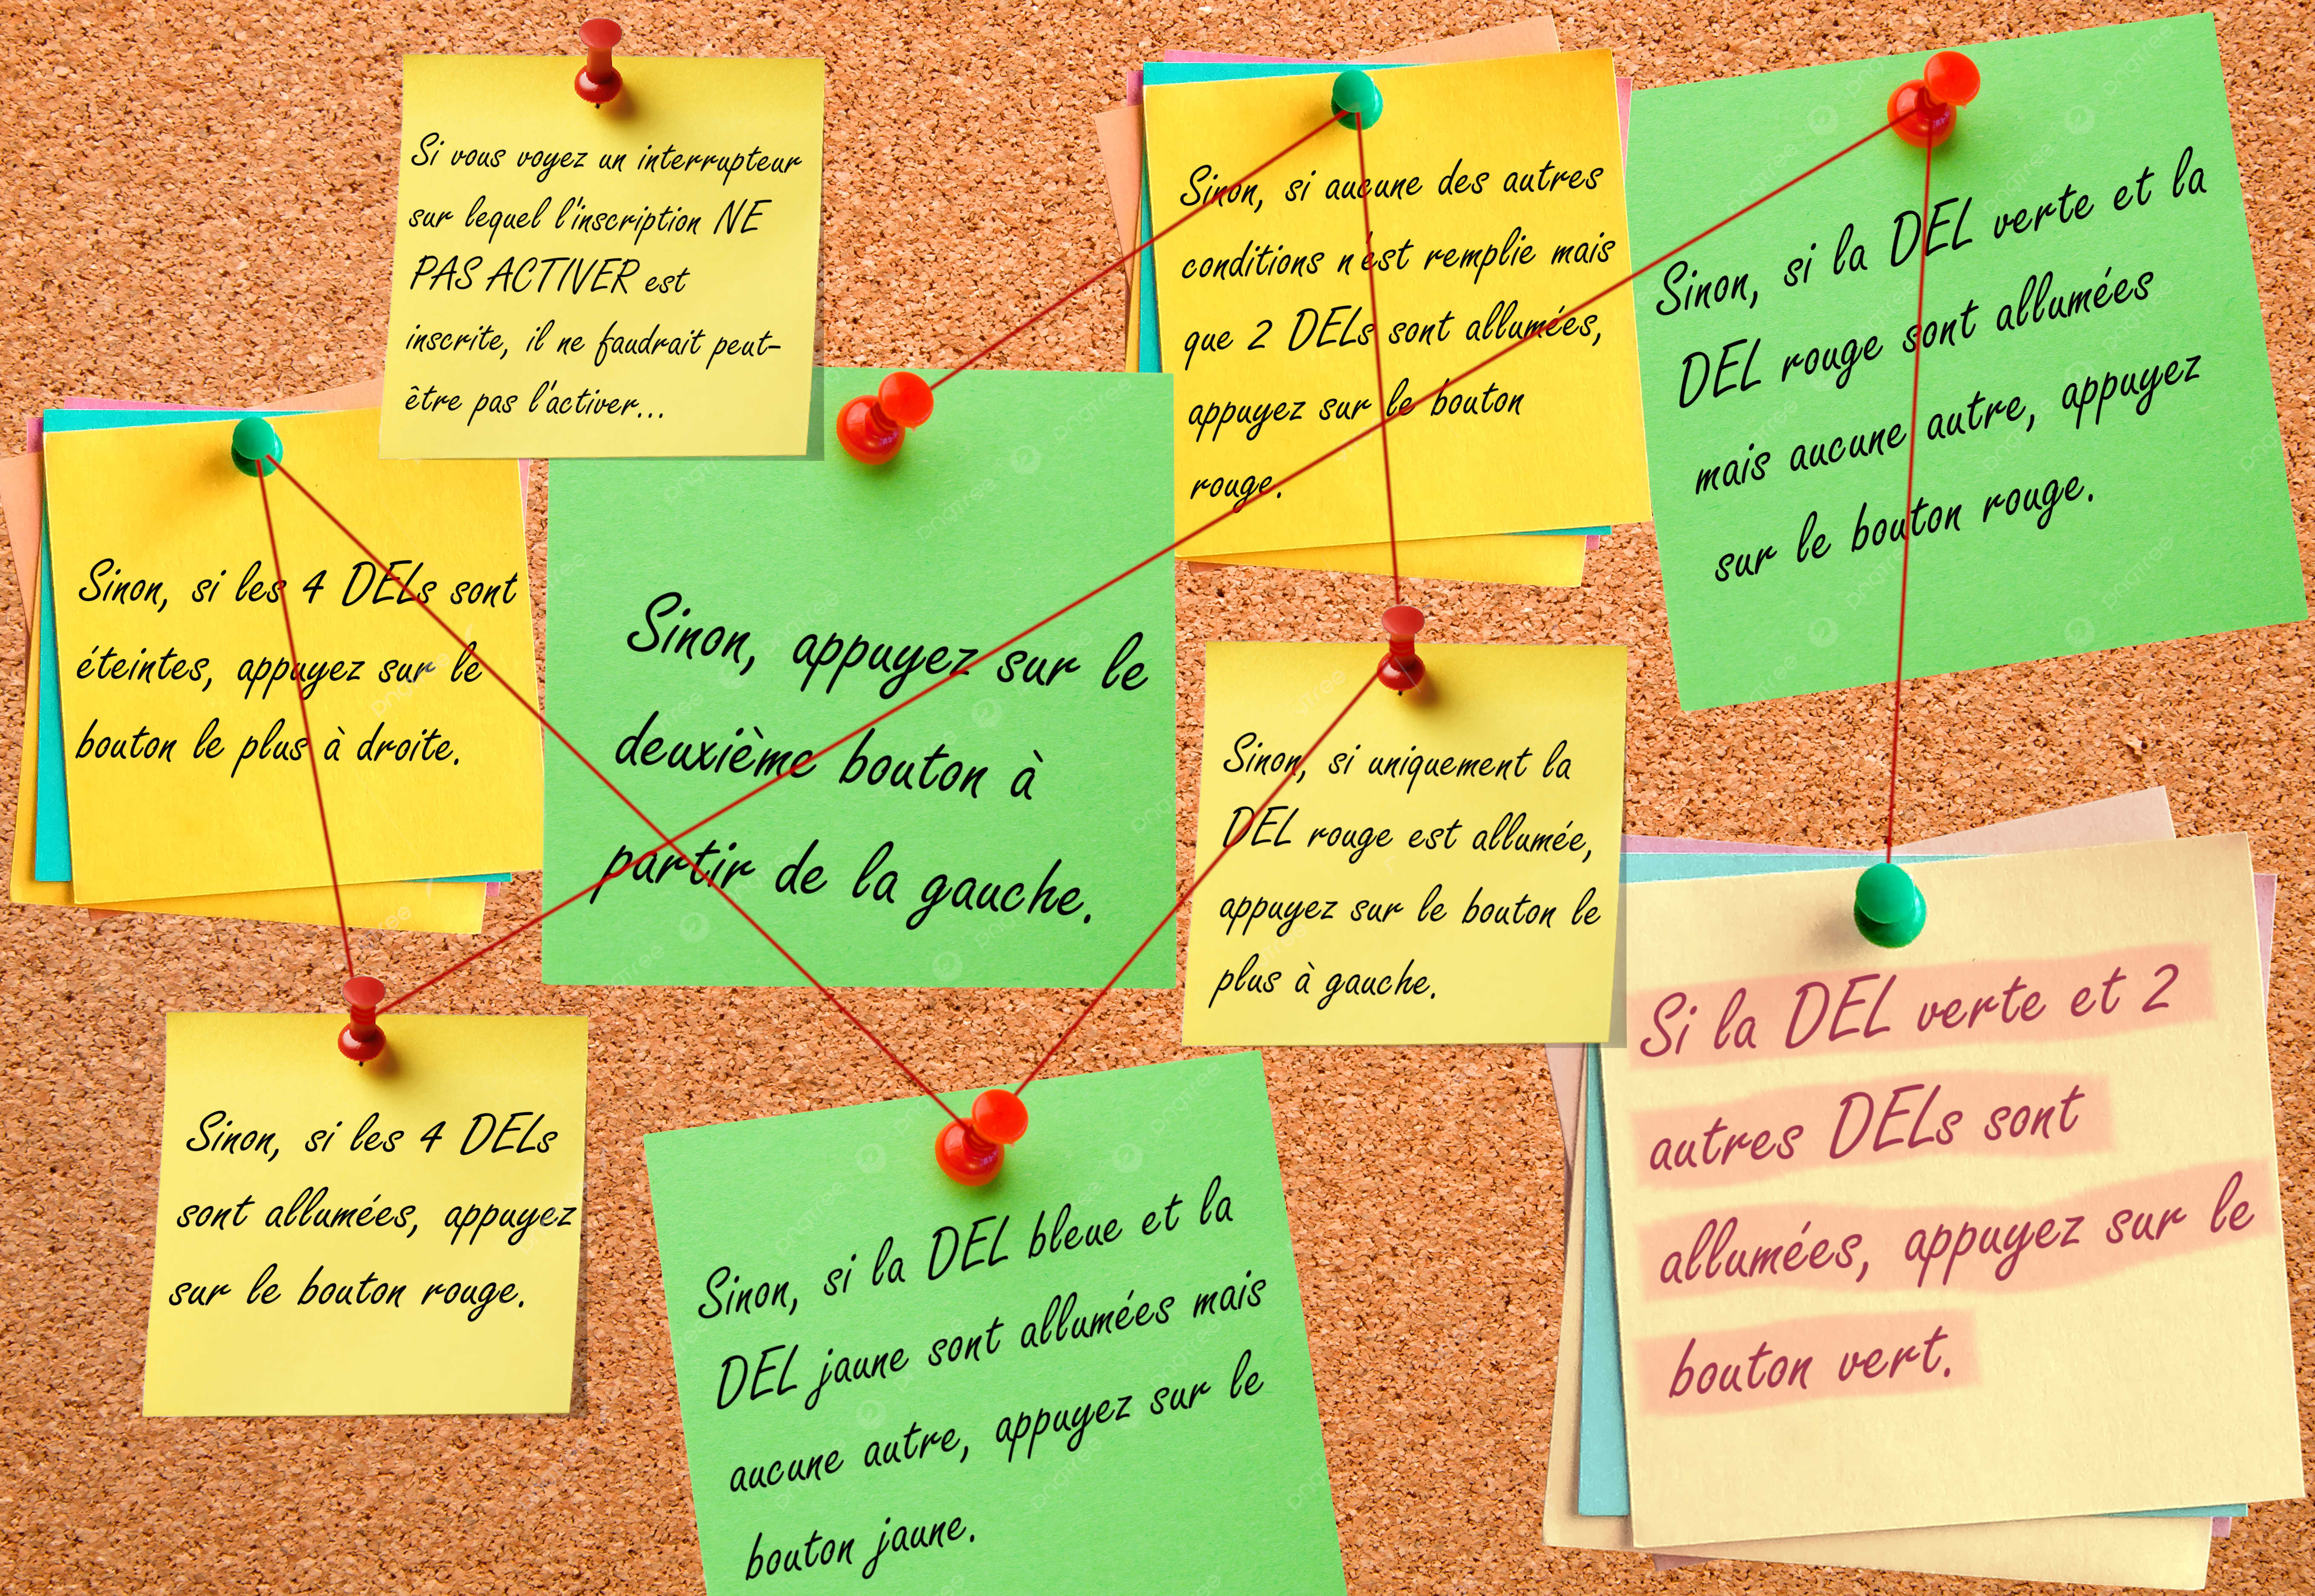 Si vous voyez un interrupteur
sur lequel l'inscription NE
PAS ACTIVER est
inscrite, il ne faudrait peut-
être pas l'activer...
Sinon, si aucune des autres
conditions n'est remplie mais
que 2 DELs sont allumées,
appuyez sur le bouton
rouge.
Sinon, si la DEL verte et la
DEL rouge sont allumées
mais aucune autre, appuyez
sur le bouton rouge.
Sinon, si les 4 DELs sont
éteintes, appuyez sur le
bouton le plus à droite.
Sinon, appuyez sur le
deuxième bouton à
partir de la gauche.
Sinon, si uniquement la
DEL rouge est allumée,
appuyez sur le bouton le
plus à gauche.
Si la DEL verte et 2
autres DELs sont
allumées, appuyez sur le
bouton vert.
Sinon, si les 4 DELs
sont allumées, appuyez
sur le bouton rouge.
Sinon, si la DEL bleue et la
DEL jaune sont allumées mais
aucune autre, appuyez sur le
bouton jaune.